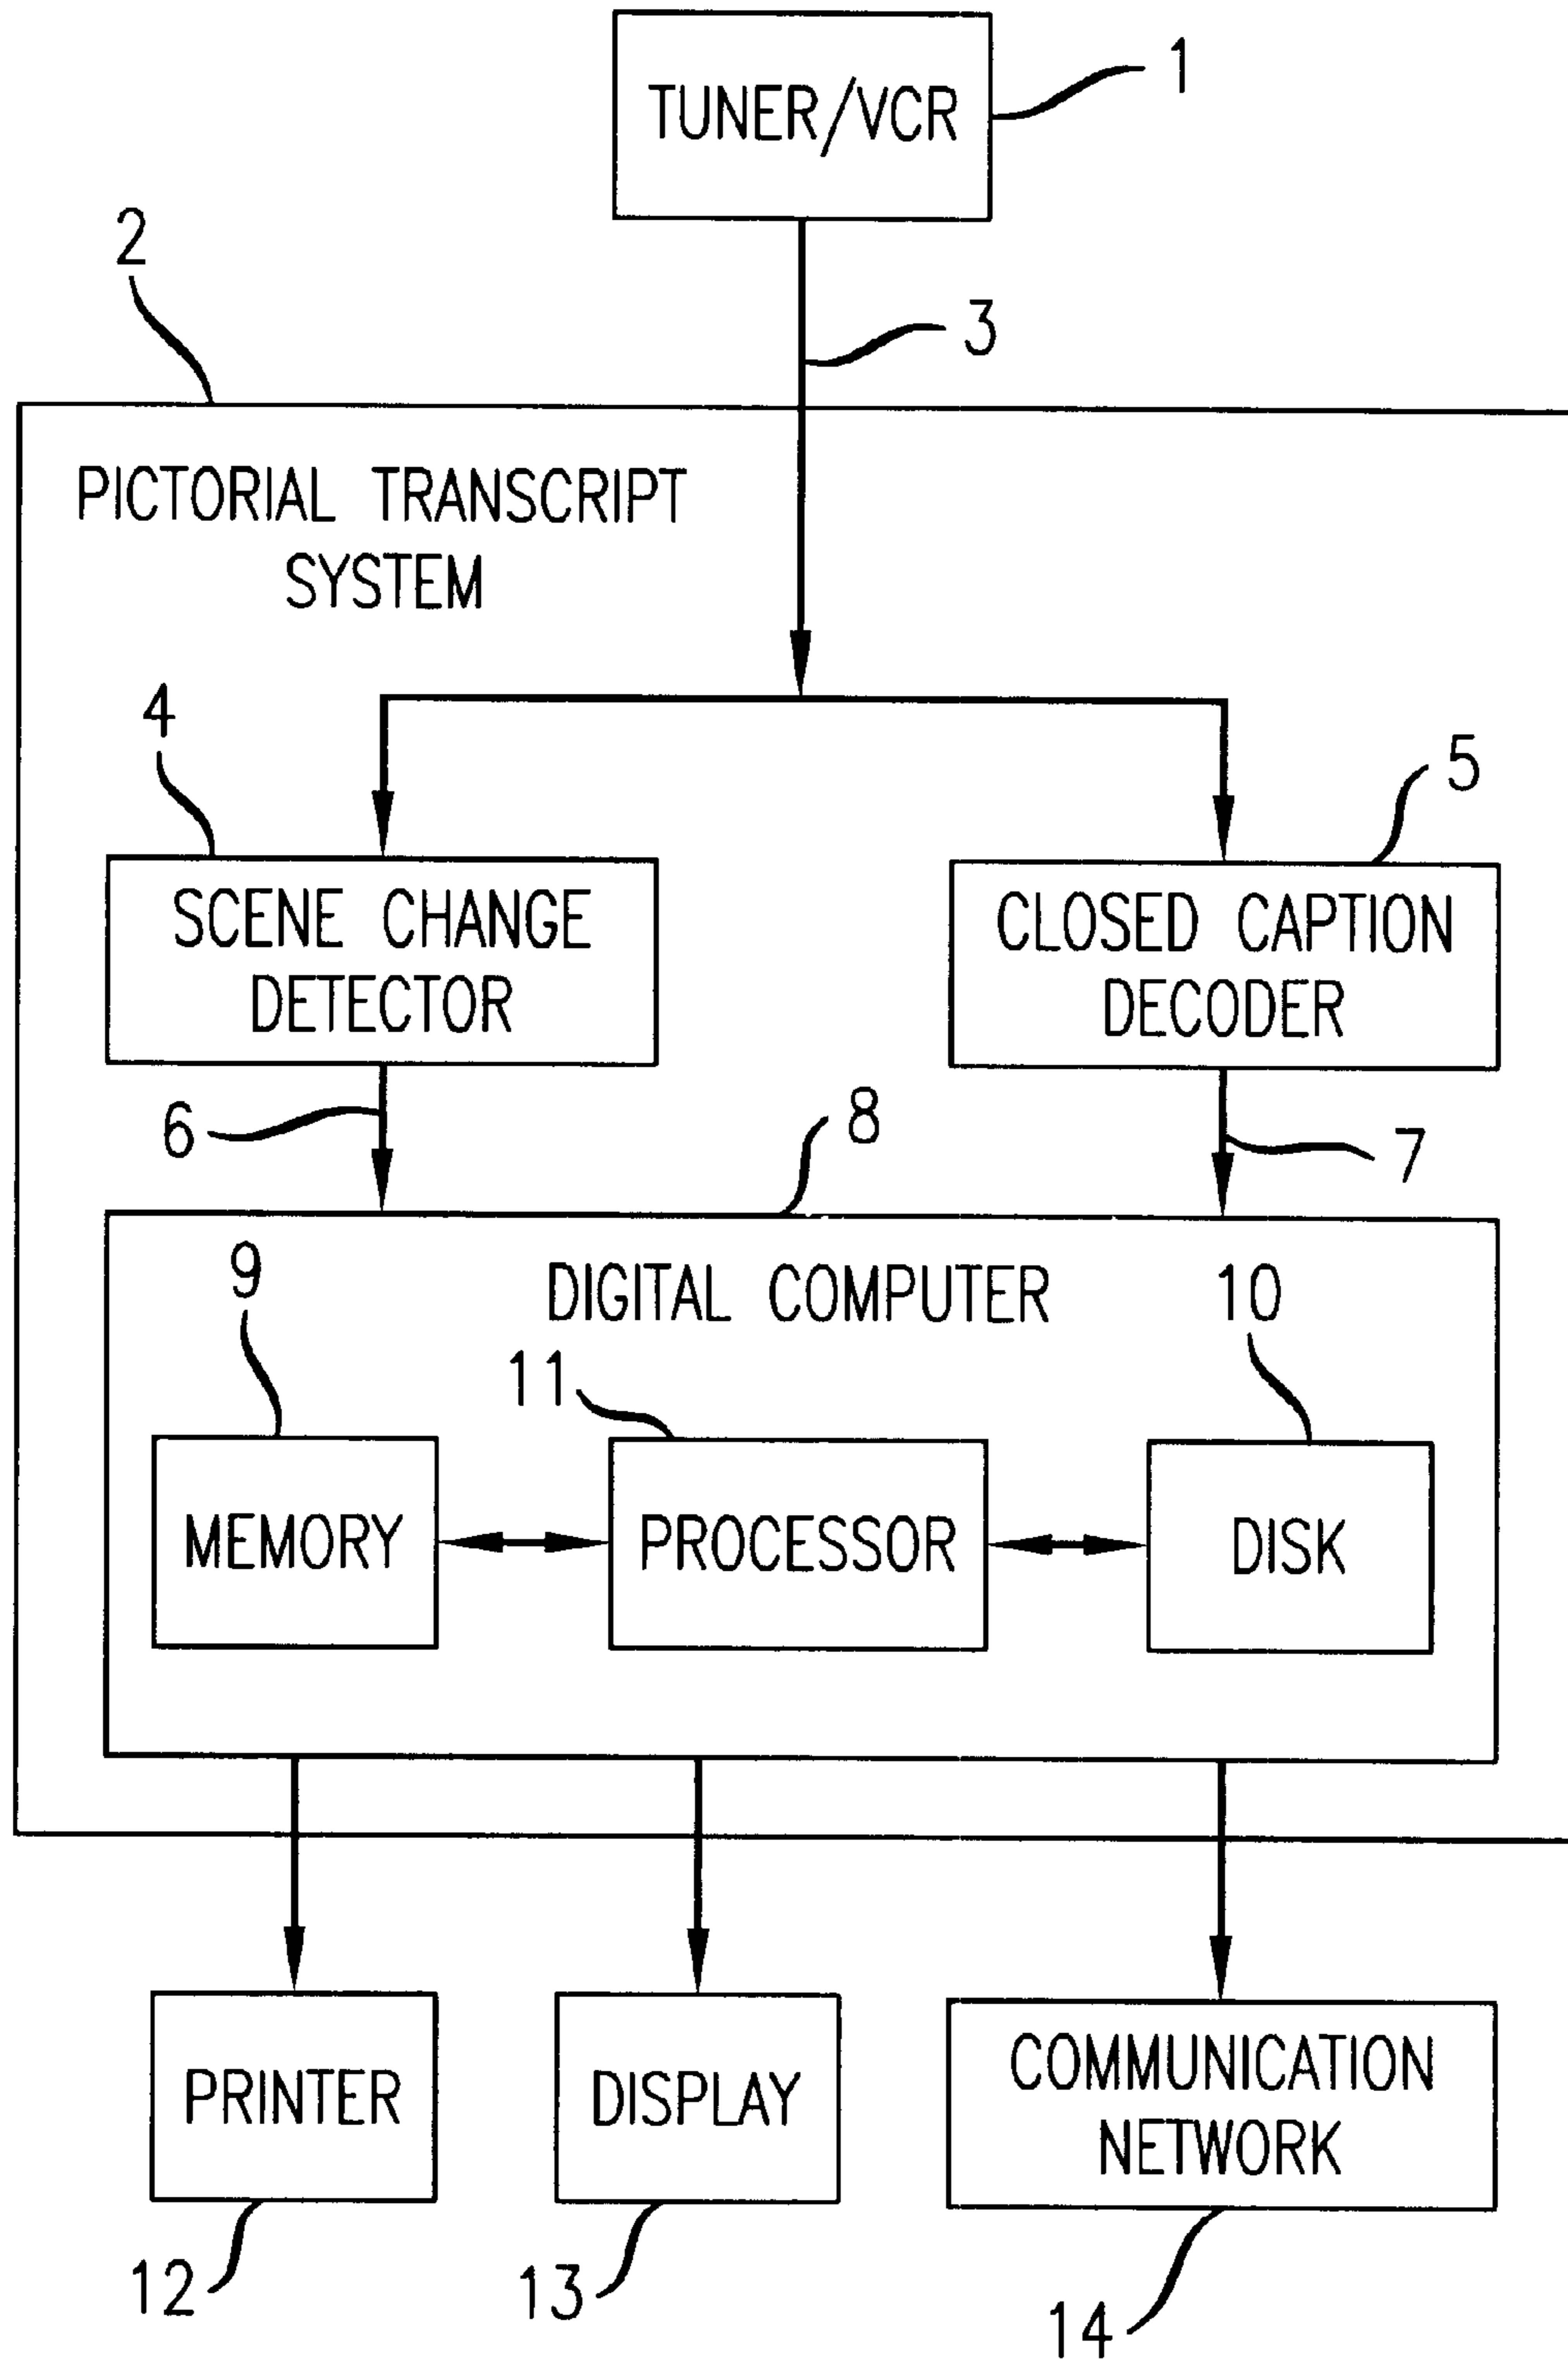 TUNER/VCR
1
2
3
PICTORIAL TRANSCRIPT
SYSTEM
4
5
SCENE CHANGE
DETECTOR
CLOSED CAPTION
DECODER
6
8
7
DIGITAL COMPUTER
9
10
11
MEMORY
PROCESSOR
DISK
PRINTER
DISPLAY
COMMUNICATION
NETWORK
12
13
14